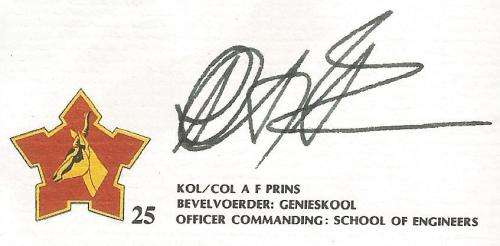 25
KOL/COL A F PRINS
BEVELVOERDER: GENIESKOOL
OFFICER COMMANDING: SCHOOL OF ENGINEERS